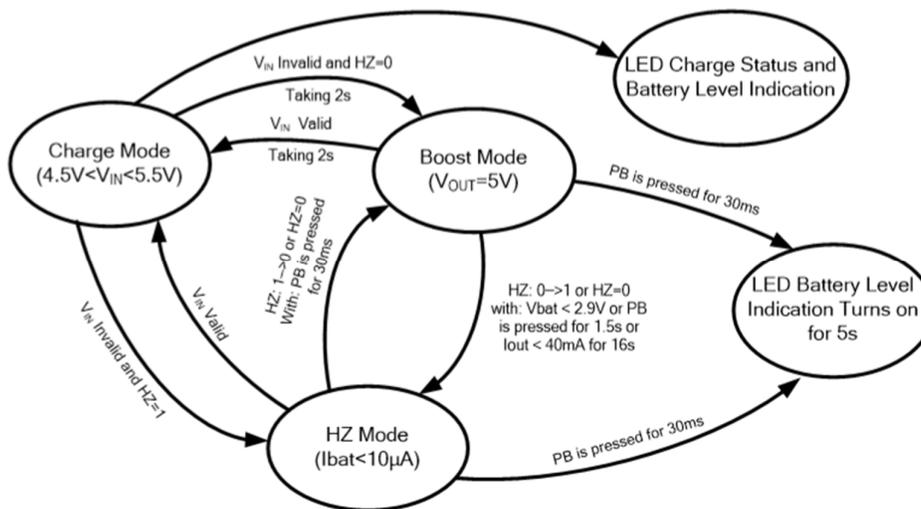 V_IN Invalid and HZ=0
Taking 2s
V_IN Valid
Taking 2s
LED Charge Status and
Battery Level Indication
Charge Mode
(4.5V<V_IN<5.5V)
Boost Mode
(V_OUT=5V)
PB is pressed for 30ms
HZ: 1-->0 or HZ=0
With: PB is pressed
for 30ms
HZ: 0-->1 or HZ=0
with: Vbat < 2.9V or PB
is pressed for 1.5s or
Iout < 40mA for 16s
LED Battery Level
Indication Turns on
for 5s
V_IN Invalid and HZ=1
V_IN Valid
HZ Mode
(Ibat<10µA)
PB is pressed for 30ms